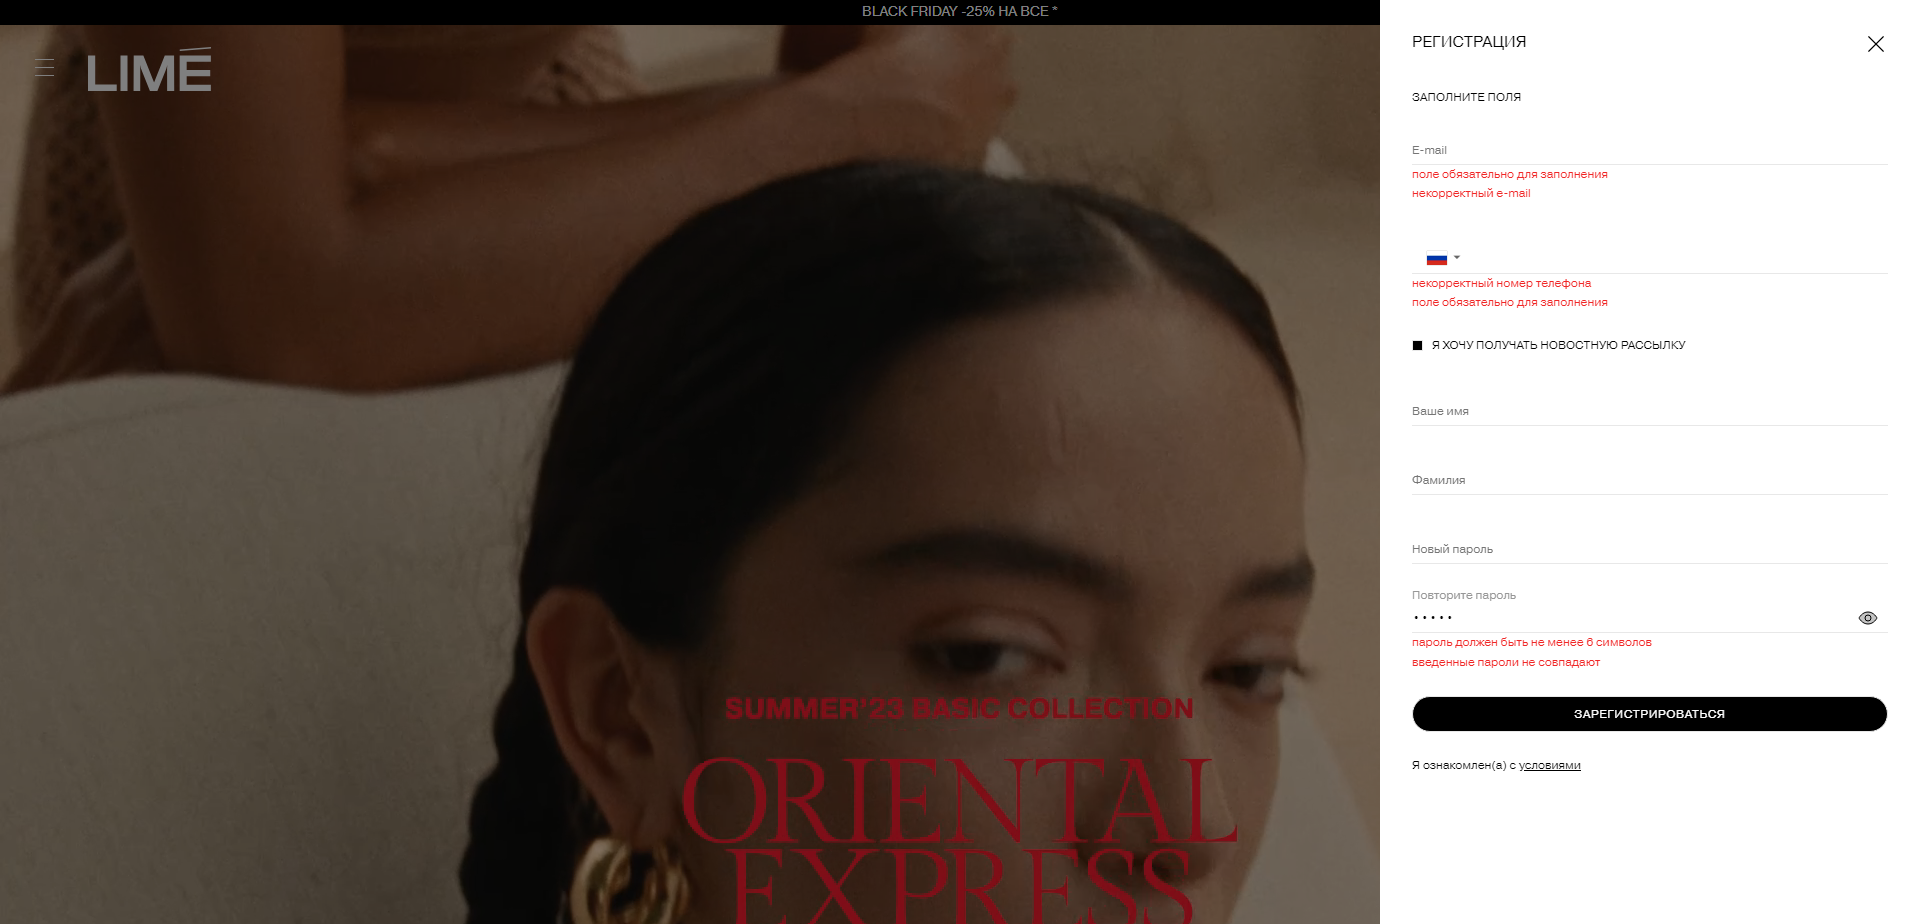 BLACK FRIDAY -25% НА ВСЕ *
LIMÉ
SUMMER'23 BASIC COLLECTION
ORIENTAL
EXPRESS
РЕГИСТРАЦИЯ
ЗАПОЛНИТЕ ПОЛЯ
E-mail
поле обязательно для заполнения
некорректный e-mail
некорректный номер телефона
поле обязательно для заполнения
Я ХОЧУ ПОЛУЧАТЬ НОВОСТНУЮ РАССЫЛКУ
Ваше имя
Фамилия
Новый пароль
Повторите пароль
•••••
пароль должен быть не менее 6 символов
введенные пароли не совпадают
ЗАРЕГИСТРИРОВАТЬСЯ
Я ознакомлен(а) с условиями